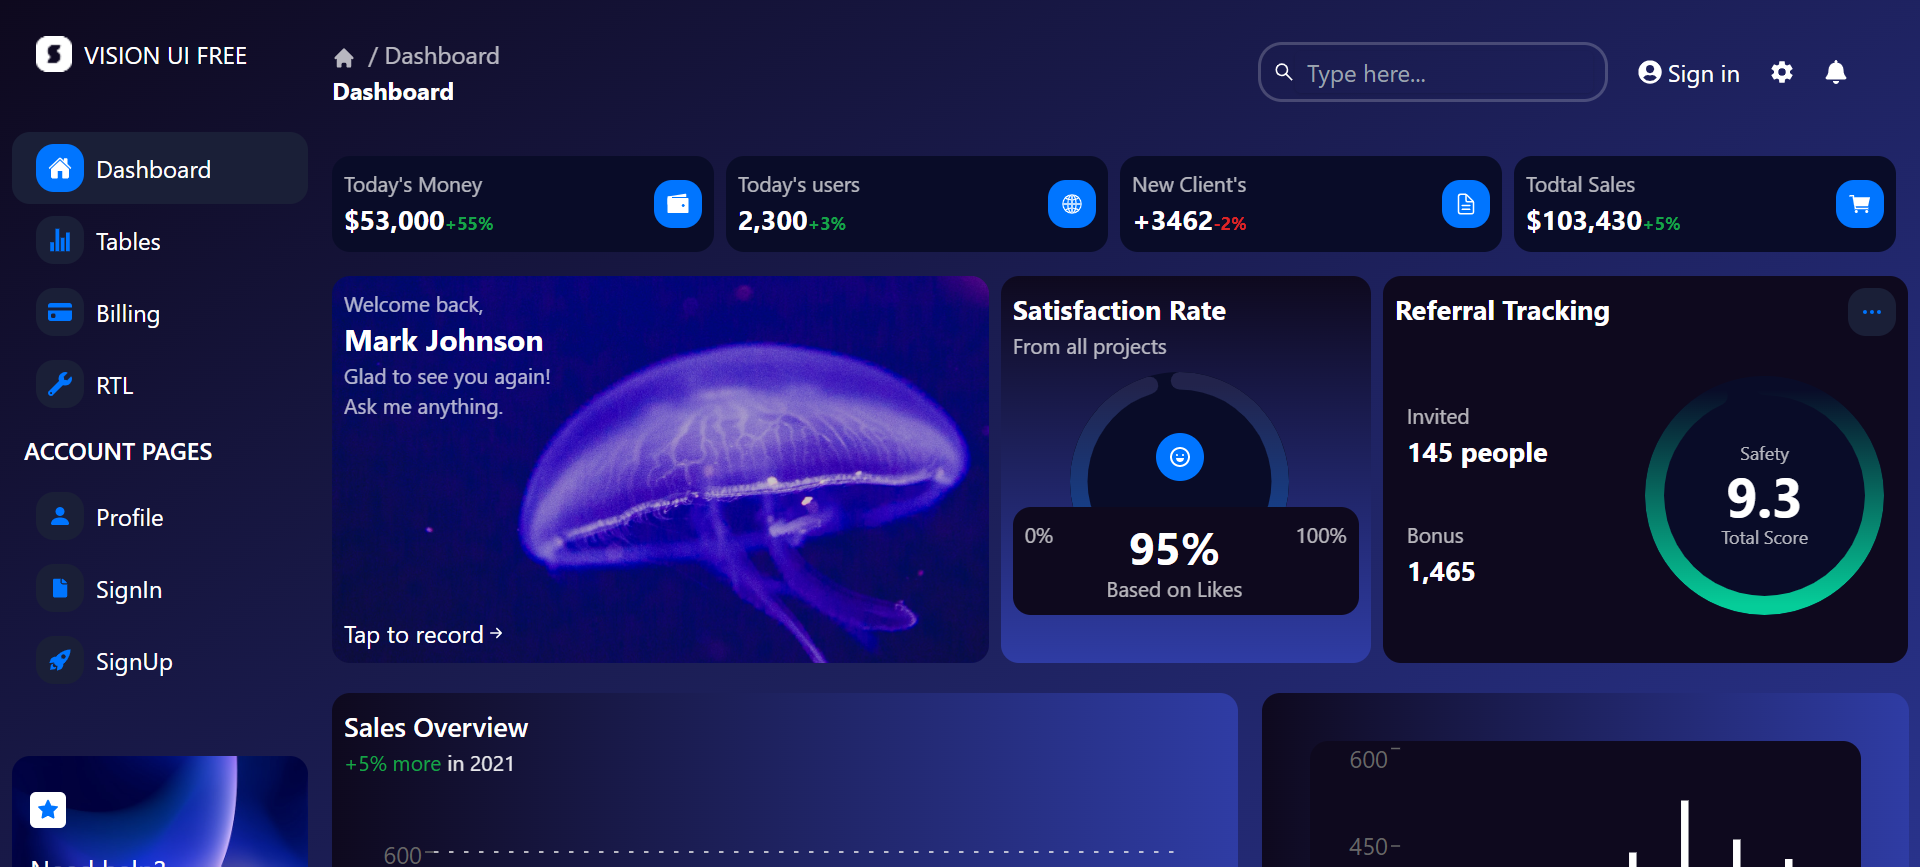 VISION UI FREE
/ Dashboard
Dashboard
Type here...
Sign in
Dashboard
Tables
Billing
RTL
ACCOUNT PAGES
Profile
SignIn
SignUp
Need help?
Today's Money
$53,000+55%
Today's users
2,300+3%
New Client's
+3462-2%
Todtal Sales
$103,430+5%
Welcome back,
Mark Johnson
Glad to see you again!
Ask me anything.
Tap to record
Satisfaction Rate
From all projects
0%
95%
100%
Based on Likes
Referral Tracking
Invited
145 people
Bonus
1,465
Safety
9.3
Total Score
Sales Overview
+5% more in 2021
600
600
450